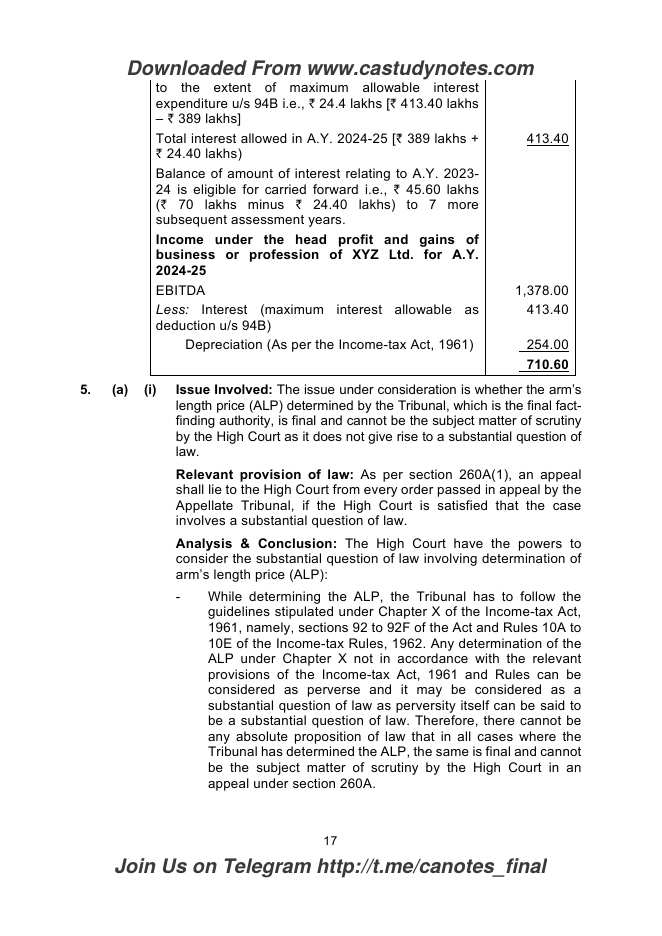 Downloaded From www.castudynotes.com
to the extent of maximum allowable interest
expenditure u/s 94B i.e., ₹ 24.4 lakhs [₹ 413.40 lakhs
– ₹ 389 lakhs]
Total interest allowed in A.Y. 2024-25 [₹ 389 lakhs + 413.40
₹ 24.40 lakhs)
Balance of amount of interest relating to A.Y. 2023-
24 is eligible for carried forward i.e., ₹ 45.60 lakhs
(₹ 70 lakhs minus ₹ 24.40 lakhs) to 7 more
subsequent assessment years.
Income under the head profit and gains of
business or profession of XYZ Ltd. for A.Y.
2024-25
EBITDA 1,378.00
Less: Interest (maximum interest allowable as 413.40
deduction u/s 94B)
Depreciation (As per the Income-tax Act, 1961) 254.00
710.60
5. (a) (i) Issue Involved: The issue under consideration is whether the arm's
length price (ALP) determined by the Tribunal, which is the final fact-
finding authority, is final and cannot be the subject matter of scrutiny
by the High Court as it does not give rise to a substantial question of
law.
Relevant provision of law: As per section 260A(1), an appeal
shall lie to the High Court from every order passed in appeal by the
Appellate Tribunal, if the High Court is satisfied that the case
involves a substantial question of law.
Analysis & Conclusion: The High Court have the powers to
consider the substantial question of law involving determination of
arm's length price (ALP):
- While determining the ALP, the Tribunal has to follow the
guidelines stipulated under Chapter X of the Income-tax Act,
1961, namely, sections 92 to 92F of the Act and Rules 10A to
10E of the Income-tax Rules, 1962. Any determination of the
ALP under Chapter X not in accordance with the relevant
provisions of the Income-tax Act, 1961 and Rules can be
considered as perverse and it may be considered as a
substantial question of law as perversity itself can be said to
be a substantial question of law. Therefore, there cannot be
any absolute proposition of law that in all cases where the
Tribunal has determined the ALP, the same is final and cannot
be the subject matter of scrutiny by the High Court in an
appeal under section 260A.
17
Join Us on Telegram http://t.me/canotes_final